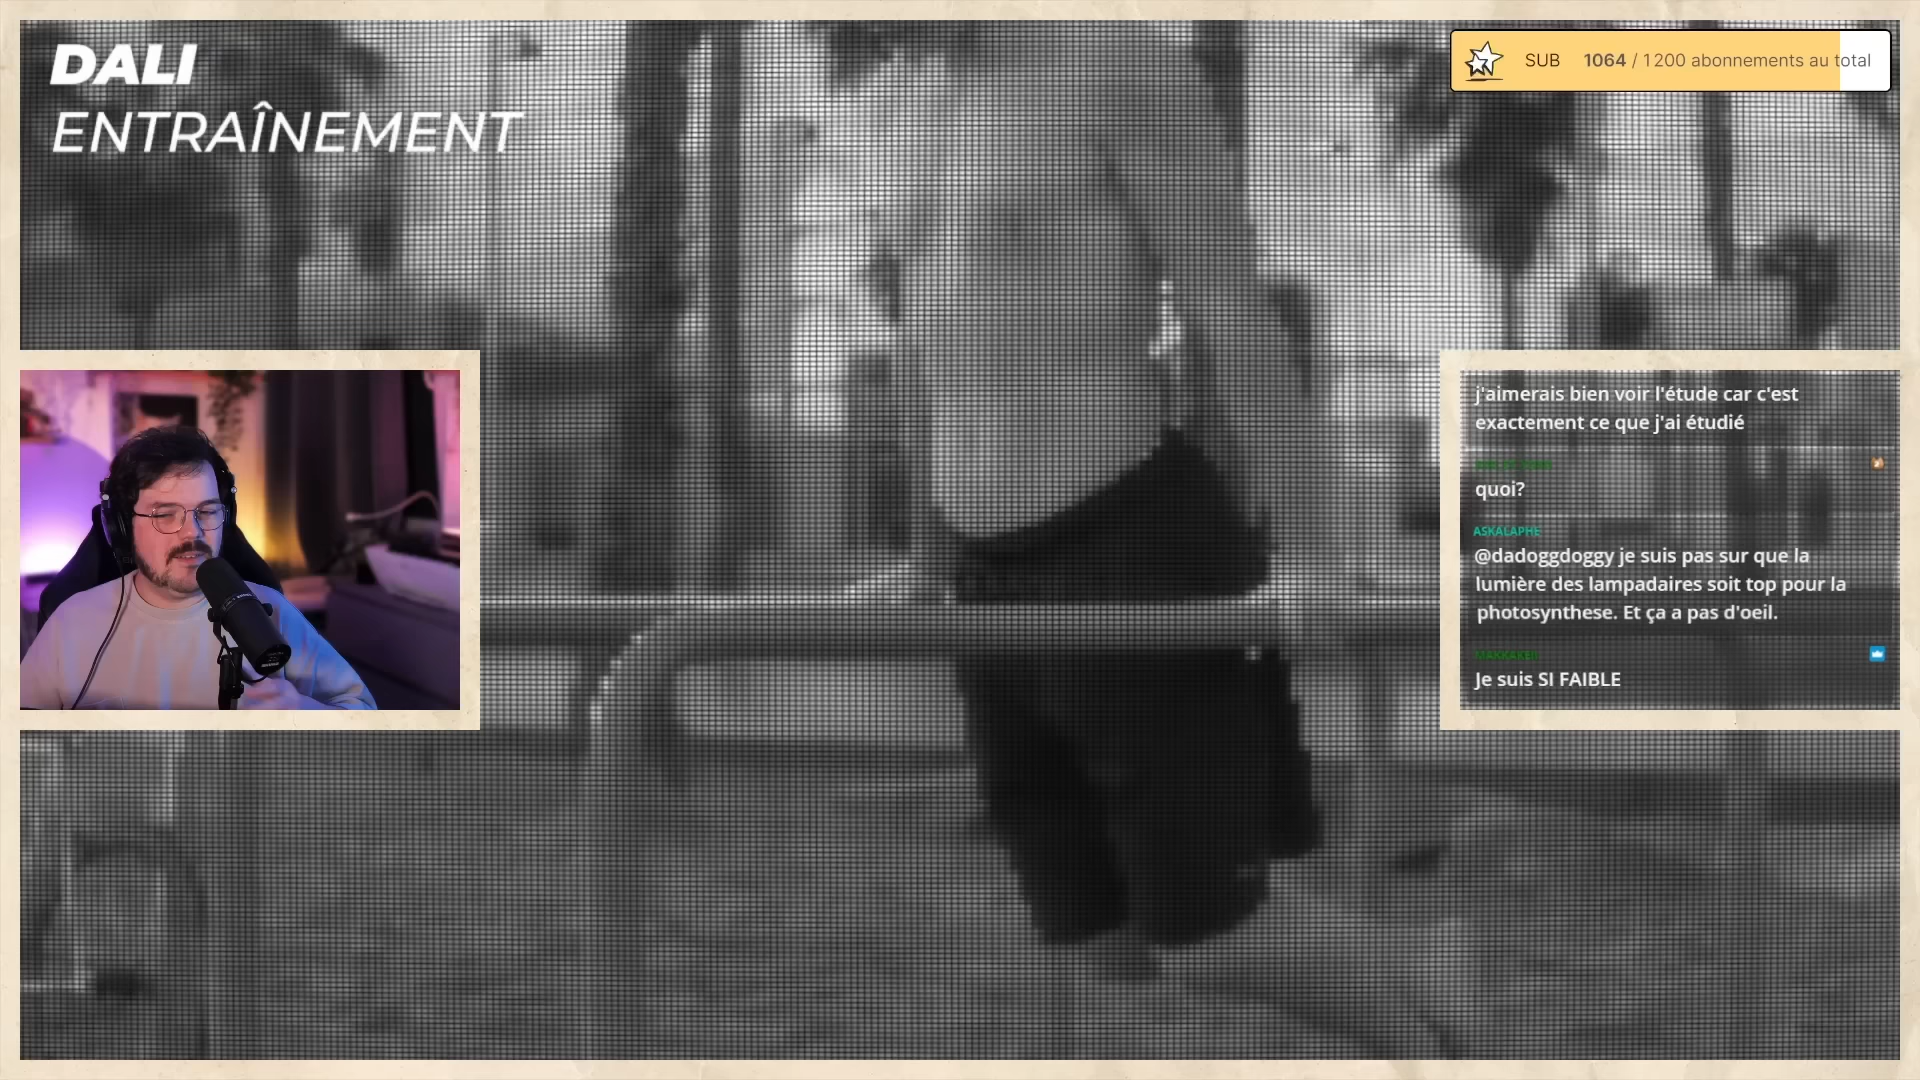 DALI
ENTRAÎNEMENT
SUB 1064 / 1200 abonnements au total
j'aimerais bien voir l'étude car c'est
exactement ce que j'ai étudié
quoi?
ASKALAPHE
@dadoggdoggy je suis pas sur que la
lumière des lampadaires soit top pour la
photosynthese. Et ça a pas d'oeil.
Je suis SI FAIBLE